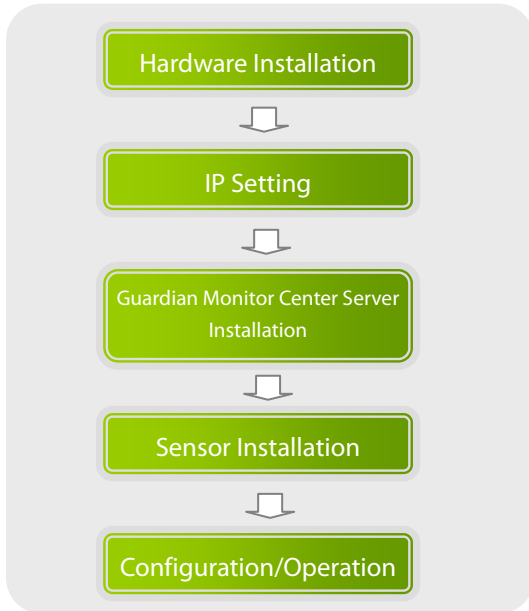 Hardware Installation
IP Setting
Guardian Monitor Center Server
Installation
Sensor Installation
Configuration/Operation